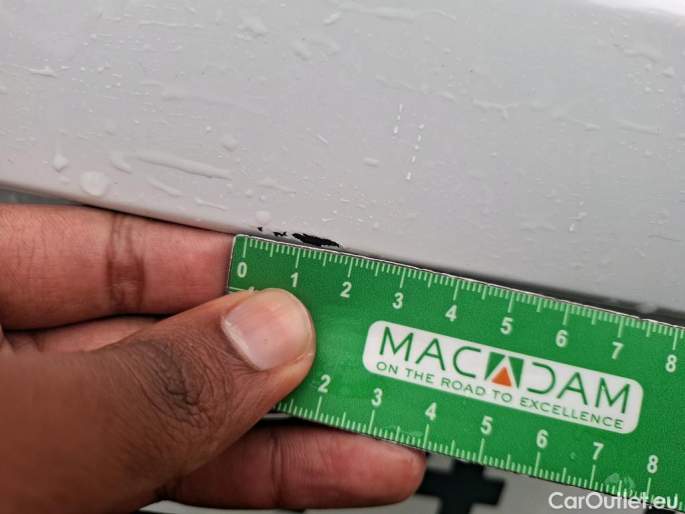 0 1 2 3 4 5 6 7 8
MACADAM
ON THE ROAD TO EXCELLENCE
2 3 4 5 6 7 8
CarOutlet.eu